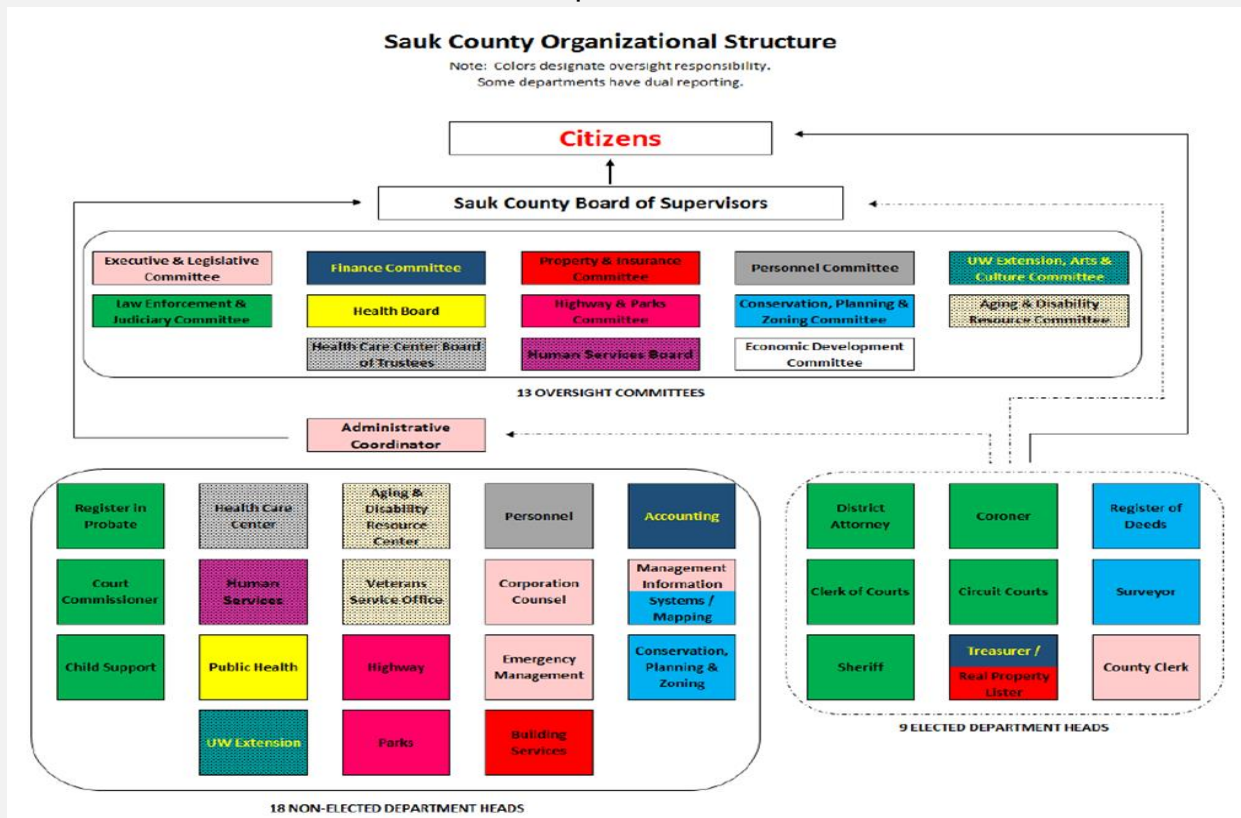 Sauk County Organizational Structure
Note: Colors designate oversight responsibility.
Some departments have dual reporting.
Citizens
Sauk County Board of Supervisors
Executive & Legislative
Committee
Finance Committee
Property & Insurance
Committee
Personnel Committee
UW Extension, Arts &
Culture Committee
Law Enforcement &
Judiciary Committee
Health Board
Highway & Parks
Committee
Conservation, Planning &
Zoning Committee
Aging & Disability
Resource Committee
Health Care Center Board
of Trustees
Human Services Board
Economic Development
Committee
13 OVERSIGHT COMMITTEES
Administrative
Coordinator
Register in
Probate
Health Care
Center
Aging &
Disability
Resource
Center
Personnel
Accounting
Court
Commissioner
Human
Services
Veterans
Service Office
Corporation
Counsel
Management
Information
Systems /
Mapping
Child Support
Public Health
Highway
Emergency
Management
Conservation,
Planning &
Zoning
UW Extension
Parks
Building
Services
18 NON-ELECTED DEPARTMENT HEADS
District
Attorney
Coroner
Register of
Deeds
Clerk of Courts
Circuit Courts
Surveyor
Sheriff
Treasurer /
Real Property
Lister
County Clerk
9 ELECTED DEPARTMENT HEADS